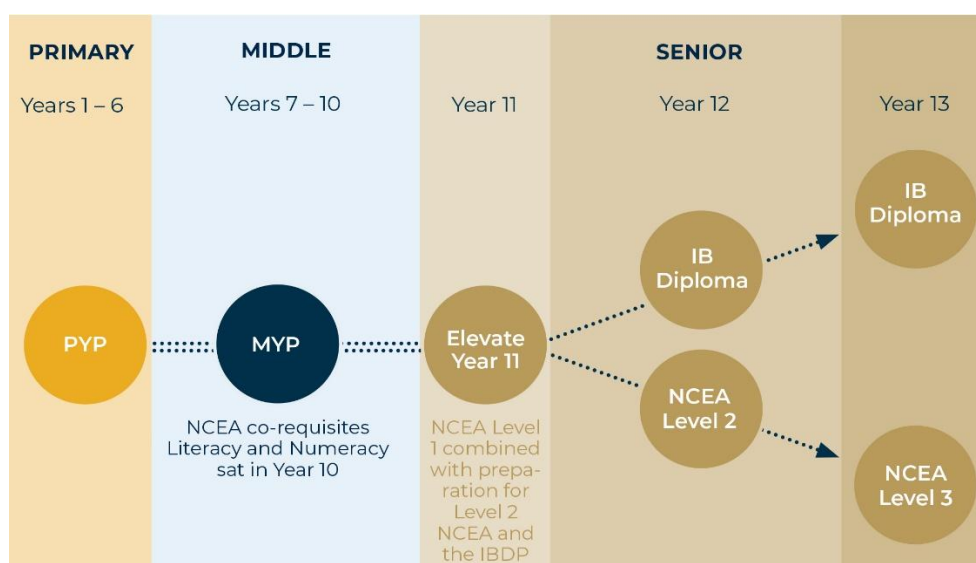 PRIMARY
MIDDLE
SENIOR
Years 1 – 6
Years 7 – 10
Year 11
Year 12
Year 13
IB
Diploma
IB
Diploma
PYP
MYP
Elevate
Year 11
NCEA
Level 2
NCEA co-requisites
Literacy and Numeracy
sat in Year 10
NCEA Level
1 combined
with prepa-
ration for
Level 2
NCEA and
the IBDP
NCEA
Level 3